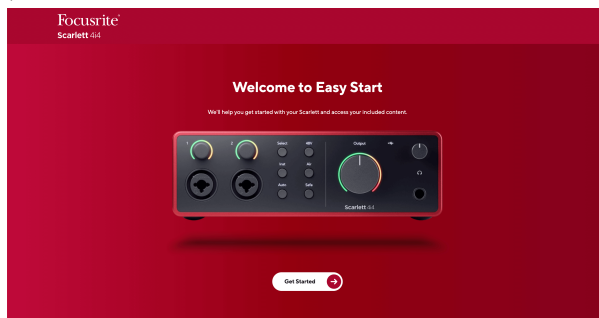 Focusrite
Scarlett 4i4
Welcome to Easy Start
We'll help you get started with your Scarlett and access your included content.
1
2
Select
48V
Output
Inst
Air
Auto
Safe
Scarlett 4i4
Get Started